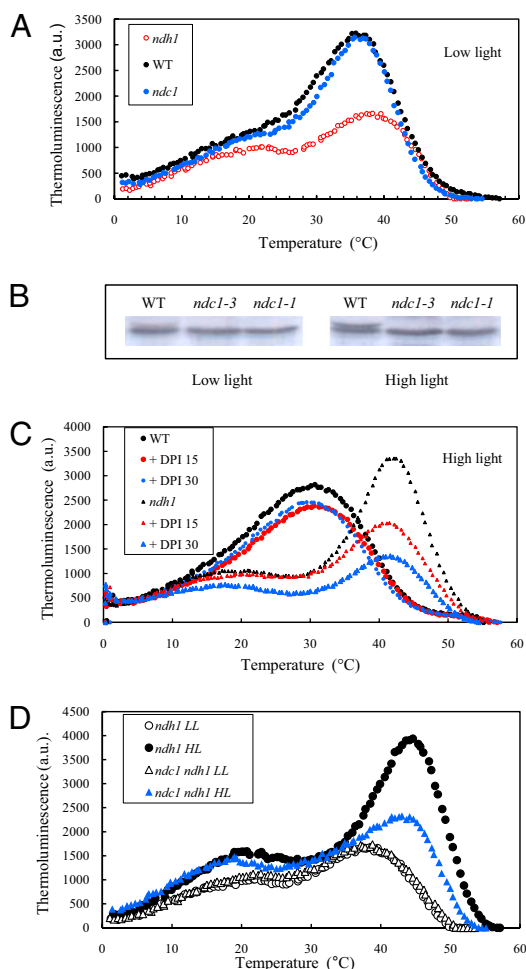 A
3500
3000
2500
2000
1500
1000
500
0
Thermoluminescence (a.u.)
ndh1
WT
ndc1
Low light
0 10 20 30 40 50 60
Temperature (°C)
B
WT ndc1-3 ndc1-1 WT ndc1-3 ndc1-1
Low light High light
C
4000
3500
3000
2500
2000
1500
1000
500
0
Thermoluminescence (a.u.)
WT
+ DPI 15
+ DPI 30
ndh1
+ DPI 15
+ DPI 30
High light
0 10 20 30 40 50 60
Temperature (°C)
D
4500
4000
3500
3000
2500
2000
1500
1000
500
0
Thermoluminescence (a.u.).
ndh1 LL
ndh1 HL
ndc1 ndh1 LL
ndc1 ndh1 HL
0 10 20 30 40 50 60
Temperature (°C)